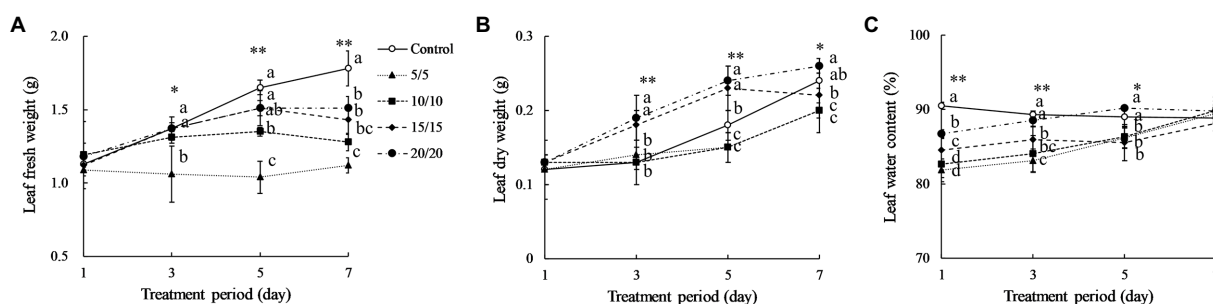 A
Leaf fresh weight (g)
2.0
1.5
1.0
0.5
* ** **
a a a
a a b
b ab b
b bc
c c
c
1 3 5 7
Treatment period (day)
Control
5/5
10/10
15/15
20/20
B
Leaf dry weight (g)
0.3
0.2
0.1
0.0
** ** *
a a a
a a ab
b b b
b c c
b c
1 3 5 7
Treatment period (day)
C
Leaf water content (%)
100
90
80
70
** ** *
a a a
b a a
c b b
d bc b
d c b
1 3 5
Treatment period (day)